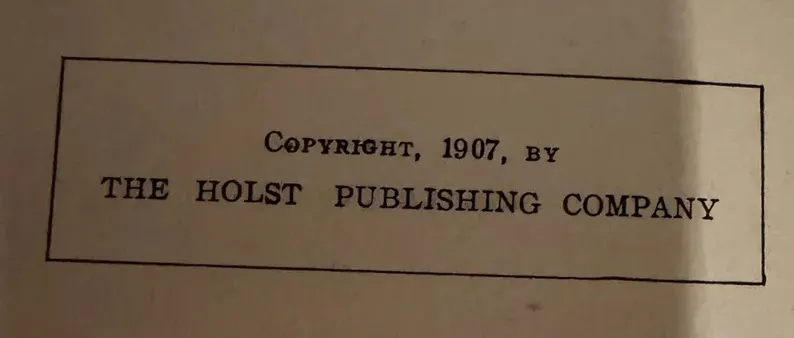 Copyright, 1907, by
THE HOLST PUBLISHING COMPANY